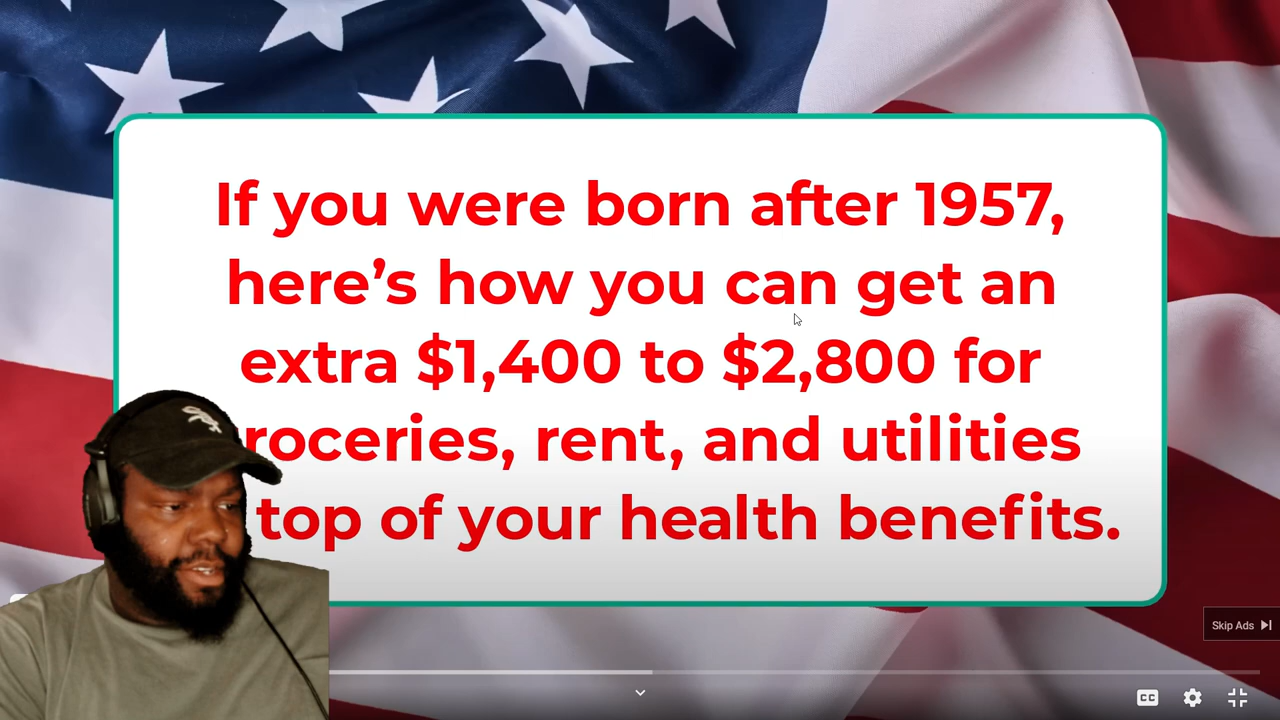 If you were born after 1957,
here's how you can get an
extra $1,400 to $2,800 for
roceries, rent, and utilities
top of your health benefits.
Skip Ads
CC